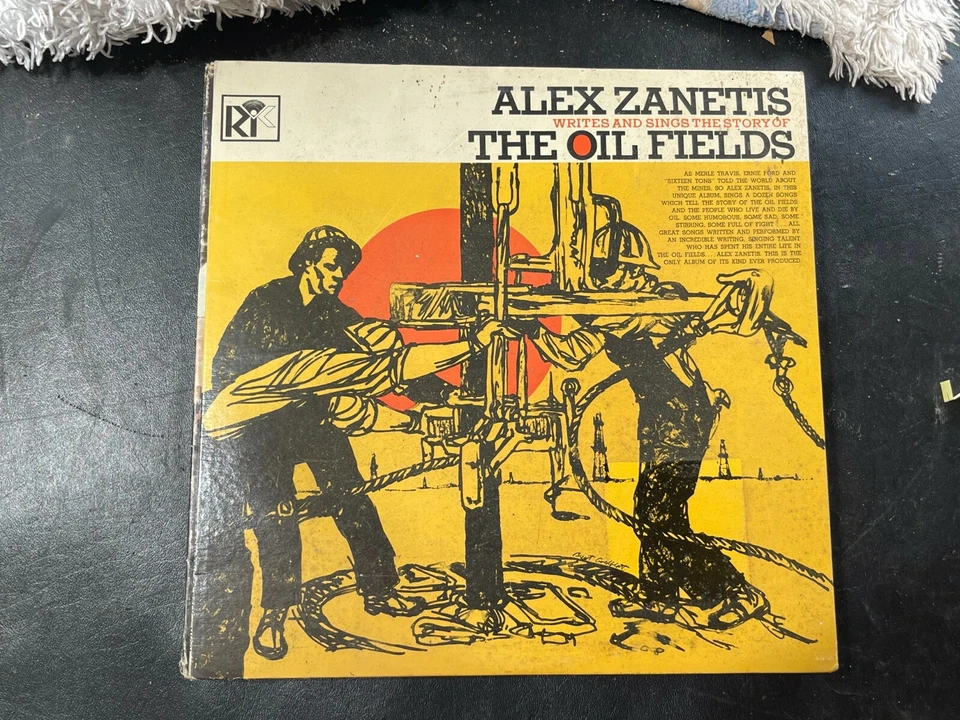 RIK
ALEX ZANETIS
WRITES AND SINGS THE STORY OF
THE OIL FIELDS
AS MERLE TRAVIS, ERNIE FORD AND
"SIXTEEN TONS" TOLD THE WORLD ABOUT
THE MINES, SO ALEX ZANETIS, IN THIS
UNIQUE ALBUM, SINGS A DOZEN SONGS
WHICH TELL THE STORY OF THE OIL FIELDS
AND THE PEOPLE WHO LIVE AND DIE BY
OIL. SOME HUMOROUS, SOME SAD, SOME
STIRRING, SOME FULL OF FIGHT . . . ALL
GREAT SONGS WRITTEN AND PERFORMED BY
AN INCREDIBLE WRITING, SINGING TALENT
WHO HAS SPENT HIS ENTIRE LIFE IN
THE OIL FIELDS. . . . ALEX ZANETIS. THIS IS THE
ONLY ALBUM OF ITS KIND EVER PRODUCED.